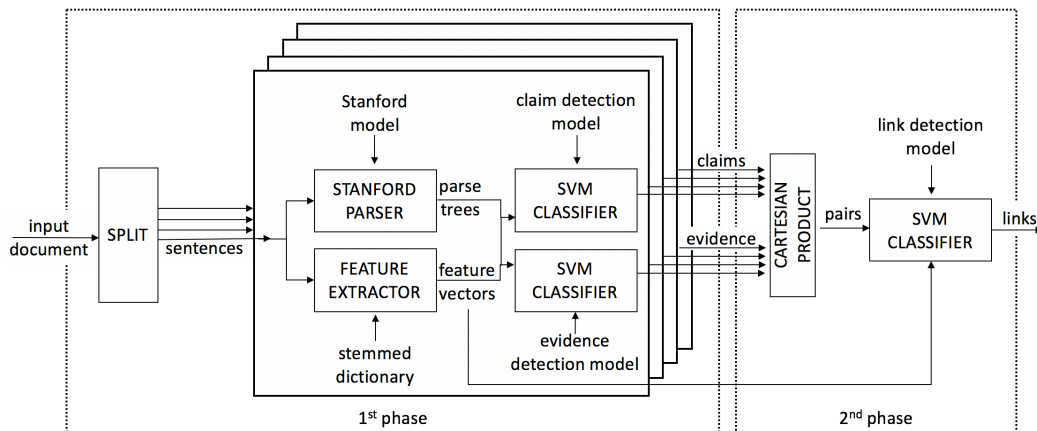 input
document
SPLIT
sentences
Stanford
model
STANFORD
PARSER
parse
trees
FEATURE
EXTRACTOR
feature
vectors
stemmed
dictionary
claim detection
model
SVM
CLASSIFIER
SVM
CLASSIFIER
evidence
detection model
1st phase
claims
evidence
CARTESIAN
PRODUCT
pairs
link detection
model
SVM
CLASSIFIER
links
2nd phase